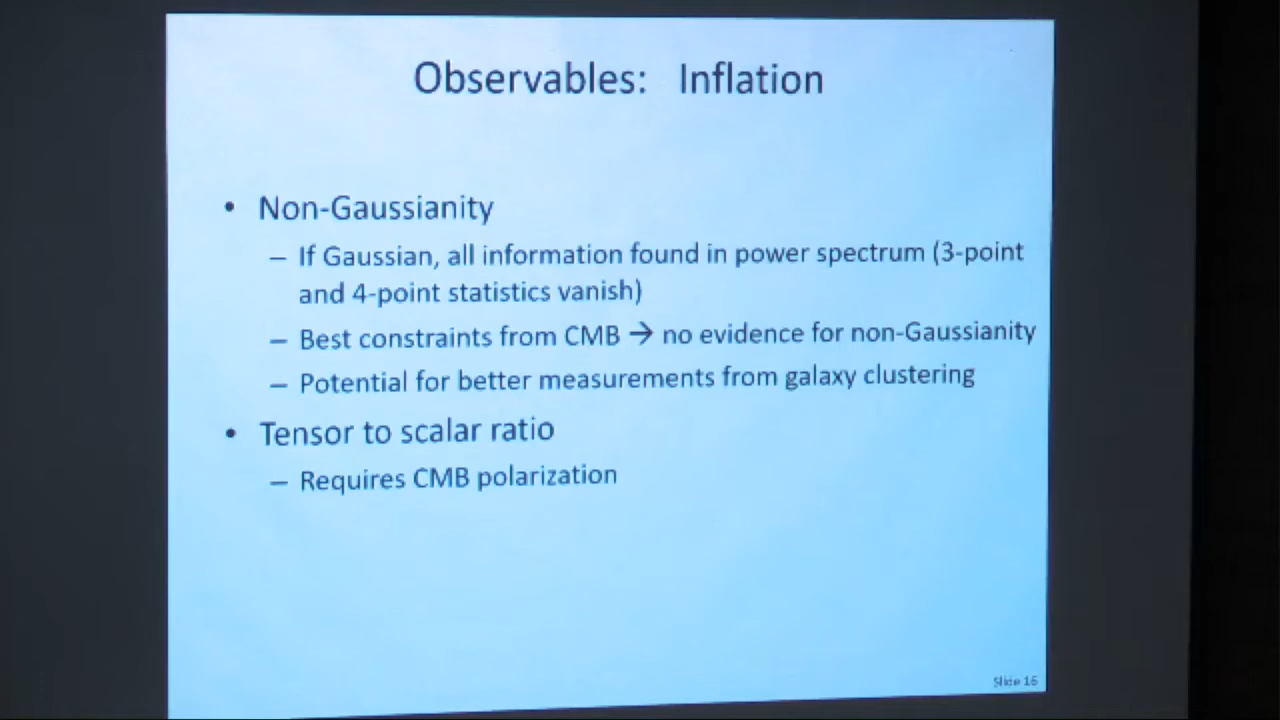 Observables: Inflation
• Non-Gaussianity
– If Gaussian, all information found in power spectrum (3-point
and 4-point statistics vanish)
– Best constraints from CMB → no evidence for non-Gaussianity
– Potential for better measurements from galaxy clustering
• Tensor to scalar ratio
– Requires CMB polarization
Slide 16